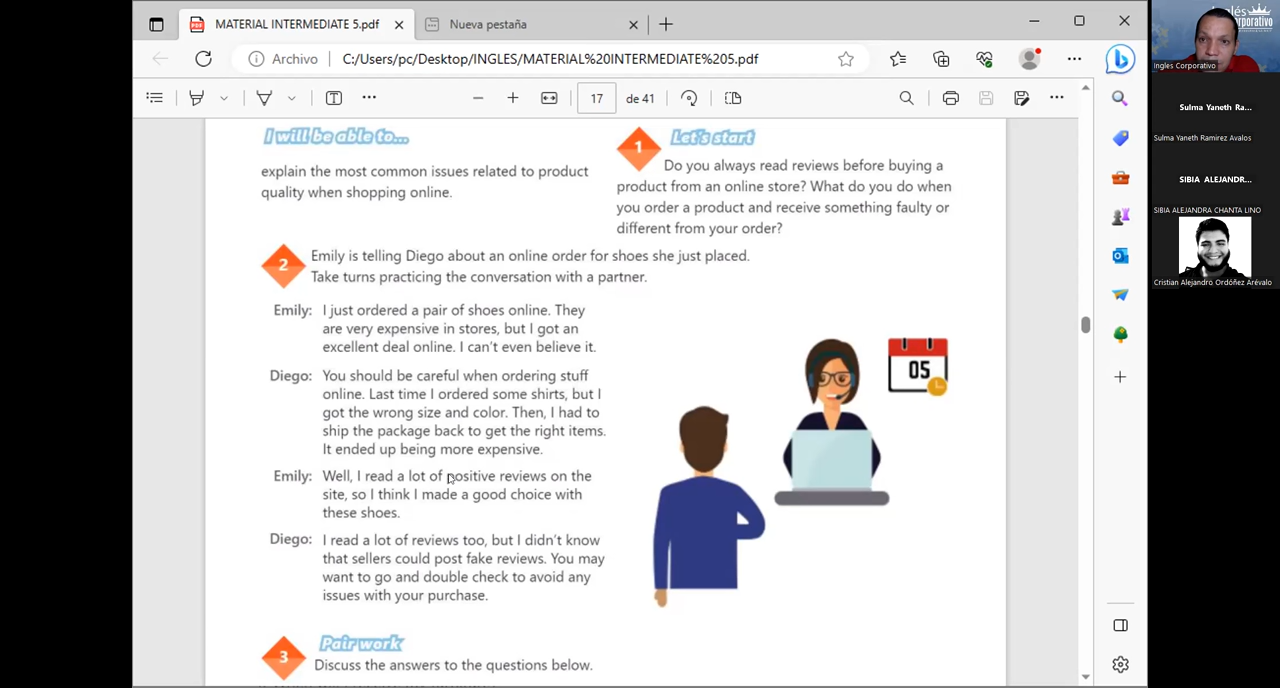 MATERIAL INTERMEDIATE 5.pdf
Nueva pestaña
Archivo
C:/Users/pc/Desktop/INGLES/MATERIAL%20INTERMEDIATE%205.pdf
17 de 41
I will be able to...
explain the most common issues related to product
quality when shopping online.
1 Let's start
Do you always read reviews before buying a
product from an online store? What do you do when
you order a product and receive something faulty or
different from your order?
2 Emily is telling Diego about an online order for shoes she just placed.
Take turns practicing the conversation with a partner.
Emily: I just ordered a pair of shoes online. They
are very expensive in stores, but I got an
excellent deal online. I can't even believe it.
Diego: You should be careful when ordering stuff
online. Last time I ordered some shirts, but I
got the wrong size and color. Then, I had to
ship the package back to get the right items.
It ended up being more expensive.
Emily: Well, I read a lot of positive reviews on the
site, so I think I made a good choice with
these shoes.
Diego: I read a lot of reviews too, but I didn't know
that sellers could post fake reviews. You may
want to go and double check to avoid any
issues with your purchase.
05
3 Pair work
Discuss the answers to the questions below.
Inglés
Corporativo
Ingles Corporativo
Sulma Yaneth Ra...
Sulma Yaneth Ramirez Avalos
SIBIA ALEJANDR...
SIBIA ALEJANDRA CHANTA LINO
Cristian Alejandro Ordóñez Arévalo